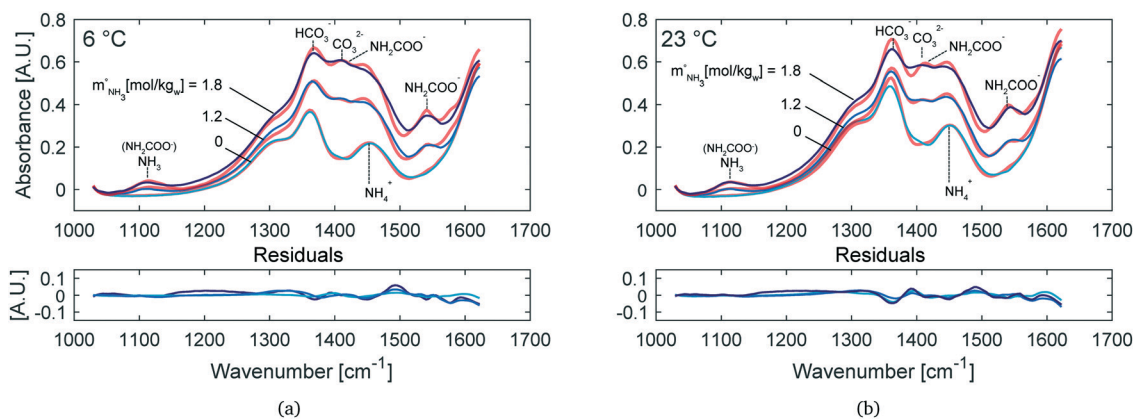 6 °C
Absorbance [A.U.]
0.8
0.6
0.4
0.2
0
HCO₃⁻
CO₃²⁻
NH₂COO⁻
NH₂COO⁻
m°NH₃[mol/kgw] = 1.8
1.2
0
(NH₂COO⁻)
NH₃
NH₄⁺
1000 1100 1200 1300 1400 1500 1600 1700
Residuals
[A.U.]
0.1
0
-0.1
1000 1100 1200 1300 1400 1500 1600 1700
Wavenumber [cm⁻¹]
(a)
23 °C
0.8
0.6
0.4
0.2
0
HCO₃⁻
CO₃²⁻
NH₂COO⁻
NH₂COO⁻
m°NH₃[mol/kgw] = 1.8
1.2
0
(NH₂COO⁻)
NH₃
NH₄⁺
1000 1100 1200 1300 1400 1500 1600 1700
Residuals
0.1
0
-0.1
1000 1100 1200 1300 1400 1500 1600 1700
Wavenumber [cm⁻¹]
(b)